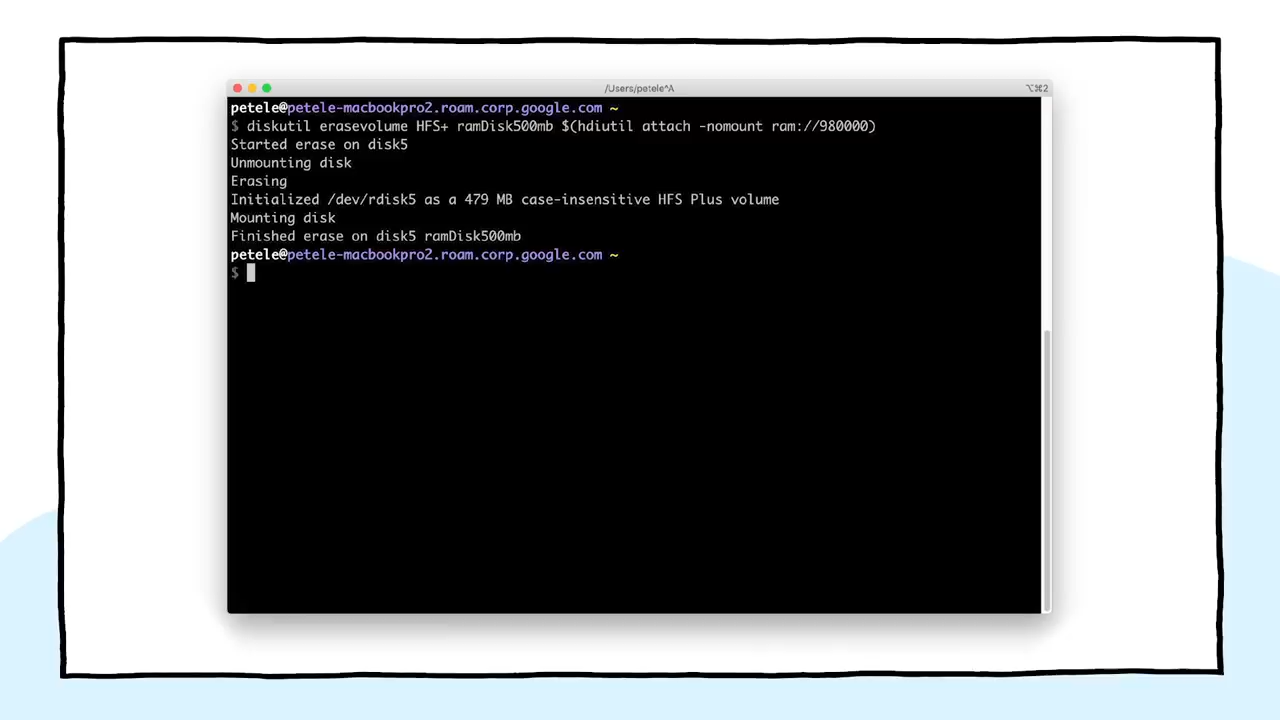 /Users/petele^A
⌥⌘2
petele@petele-macbookpro2.roam.corp.google.com ~
$ diskutil erasevolume HFS+ ramDisk500mb $(hdiutil attach -nomount ram://980000)
Started erase on disk5
Unmounting disk
Erasing
Initialized /dev/rdisk5 as a 479 MB case-insensitive HFS Plus volume
Mounting disk
Finished erase on disk5 ramDisk500mb
petele@petele-macbookpro2.roam.corp.google.com ~
$